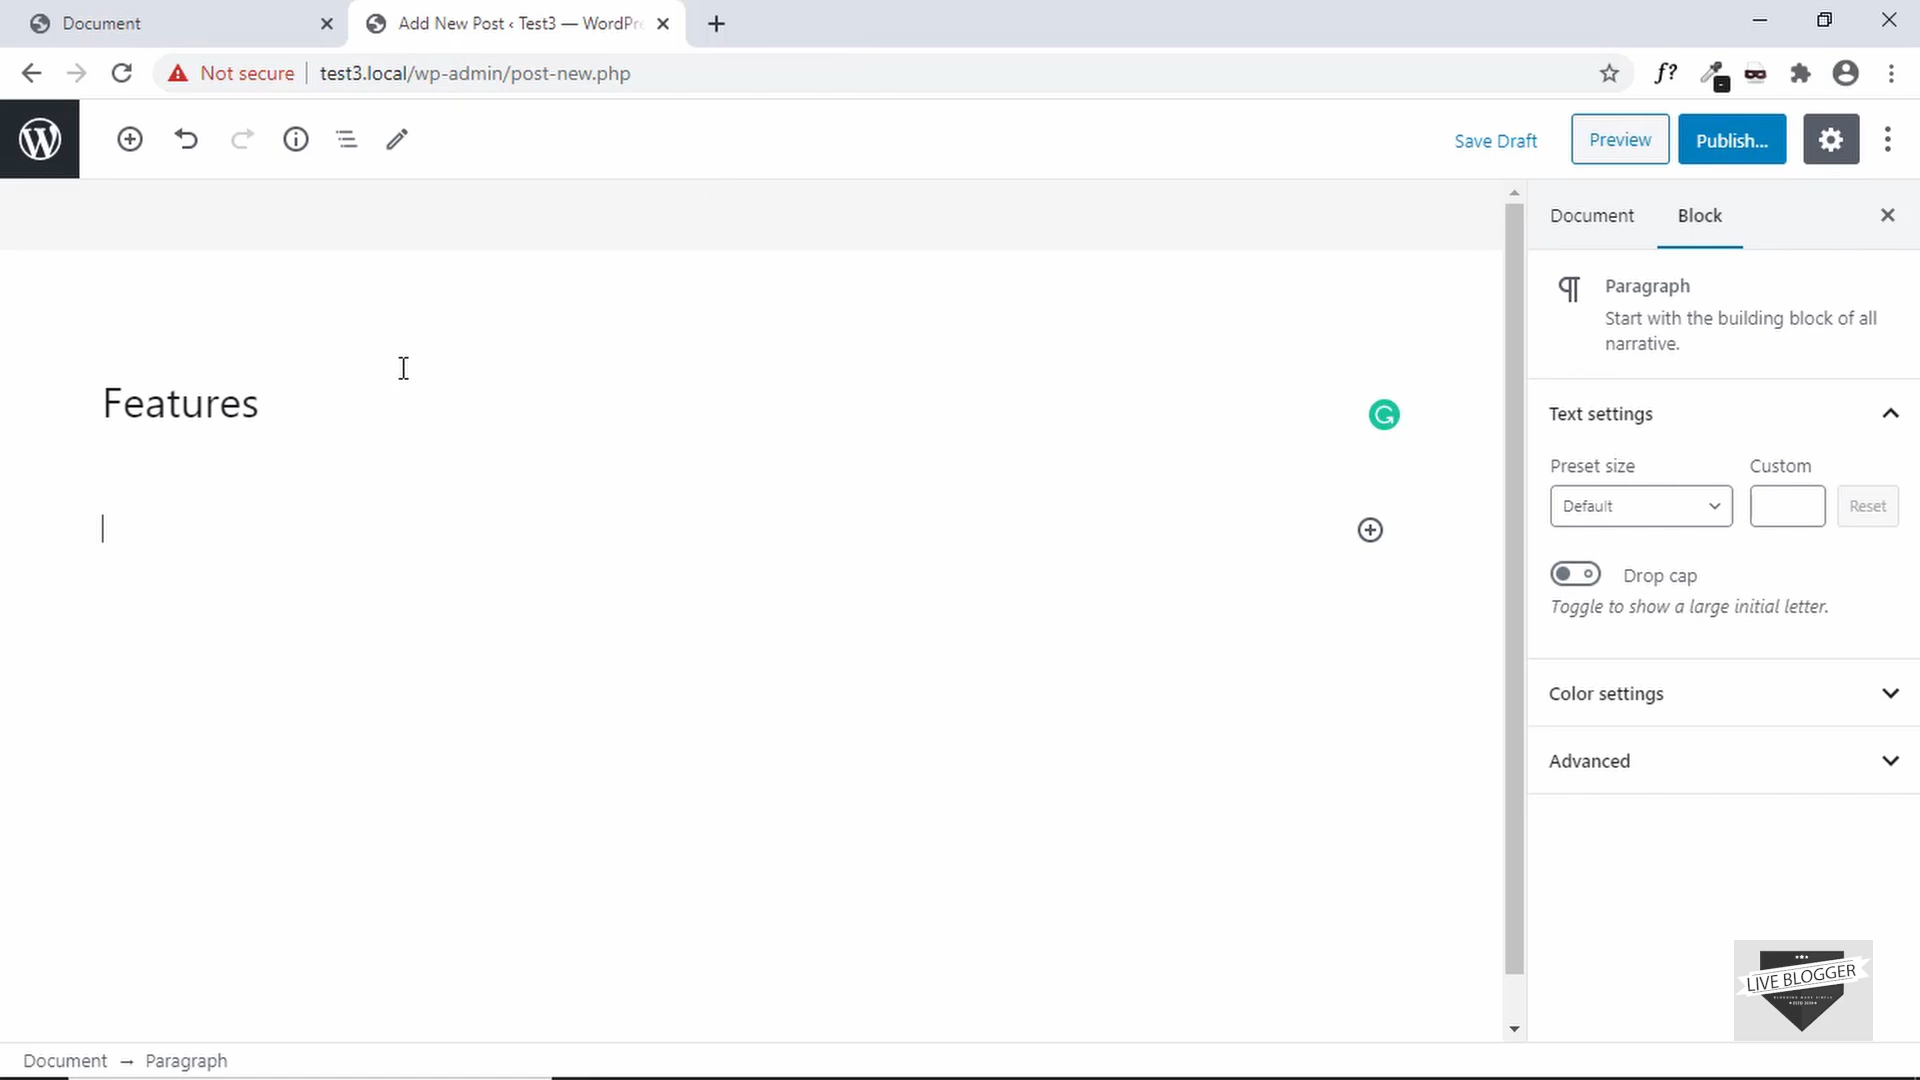 Document
Add New Post ‹ Test3 — WordPr
Not secure
test3.local/wp-admin/post-new.php
f?
Save Draft
Preview
Publish...
Document
Block
Paragraph
Start with the building block of all
narrative.
Features
Text settings
Preset size
Custom
Default
Reset
Drop cap
Toggle to show a large initial letter.
Color settings
Advanced
LIVE BLOGGER
Document → Paragraph